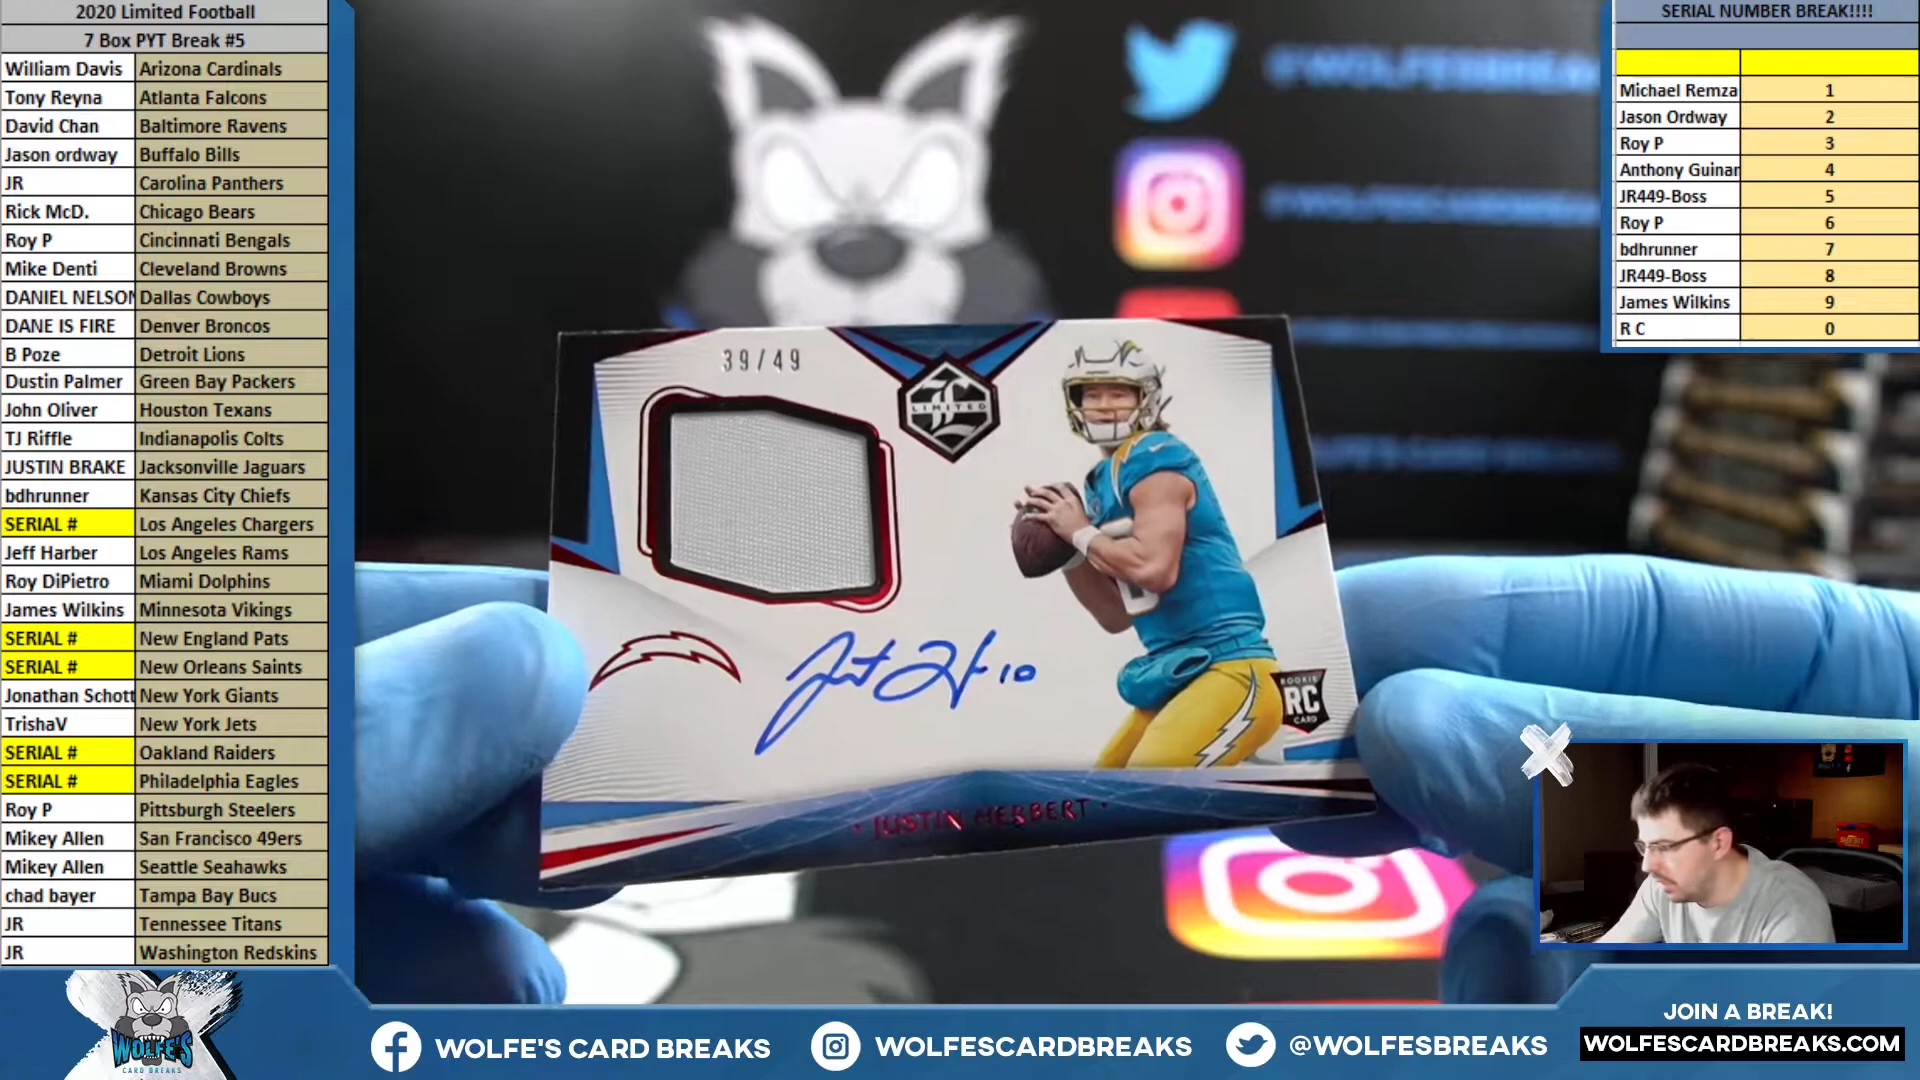 2020 Limited Football
7 Box PYT Break #5
William Davis Arizona Cardinals
Tony Reyna Atlanta Falcons
David Chan Baltimore Ravens
Jason ordway Buffalo Bills
JR Carolina Panthers
Rick McD. Chicago Bears
Roy P Cincinnati Bengals
Mike Denti Cleveland Browns
DANIEL NELSON Dallas Cowboys
DANE IS FIRE Denver Broncos
B Poze Detroit Lions
Dustin Palmer Green Bay Packers
John Oliver Houston Texans
TJ Riffle Indianapolis Colts
JUSTIN BRAKE Jacksonville Jaguars
bdhrunner Kansas City Chiefs
SERIAL # Los Angeles Chargers
Jeff Harber Los Angeles Rams
Roy DiPietro Miami Dolphins
James Wilkins Minnesota Vikings
SERIAL # New England Pats
SERIAL # New Orleans Saints
Jonathan Schott New York Giants
TrishaV New York Jets
SERIAL # Oakland Raiders
SERIAL # Philadelphia Eagles
Roy P Pittsburgh Steelers
Mikey Allen San Francisco 49ers
Mikey Allen Seattle Seahawks
chad bayer Tampa Bay Bucs
JR Tennessee Titans
JR Washington Redskins
39/49
LIMITED
10
ROOKIE
RC
CARD
JUSTIN HERBERT
SERIAL NUMBER BREAK!!!!
Michael Remza 1
Jason Ordway 2
Roy P 3
Anthony Guinan 4
JR449-Boss 5
Roy P 6
bdhrunner 7
JR449-Boss 8
James Wilkins 9
R C 0
WOLFE'S
CARD BREAKS
WOLFE'S CARD BREAKS
WOLFESCARDBREAKS
@WOLFESBREAKS
JOIN A BREAK!
WOLFESCARDBREAKS.COM